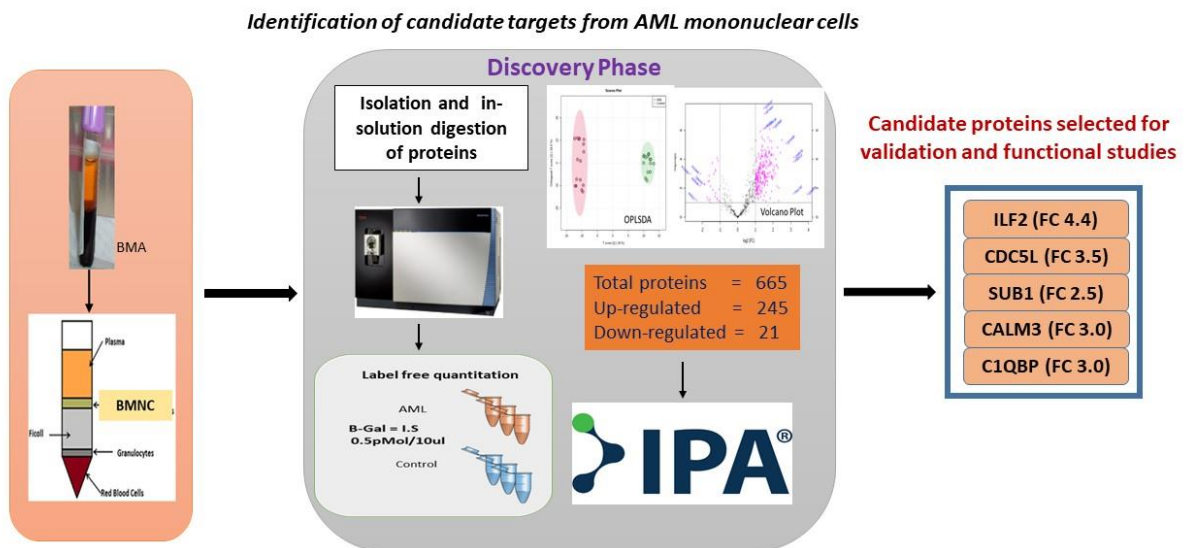 Identification of candidate targets from AML mononuclear cells
BMA
Plasma
BMNC
Ficoll
Granulocytes
Red Blood Cells
Discovery Phase
Isolation and in-
solution digestion
of proteins
Label free quantitation
AML
B-Gal = I.S
0.5pMol/10ul
Control
OPLSDA
Volcano Plot
Total proteins = 665
Up-regulated = 245
Down-regulated = 21
IPA®
Candidate proteins selected for
validation and functional studies
ILF2 (FC 4.4)
CDC5L (FC 3.5)
SUB1 (FC 2.5)
CALM3 (FC 3.0)
C1QBP (FC 3.0)